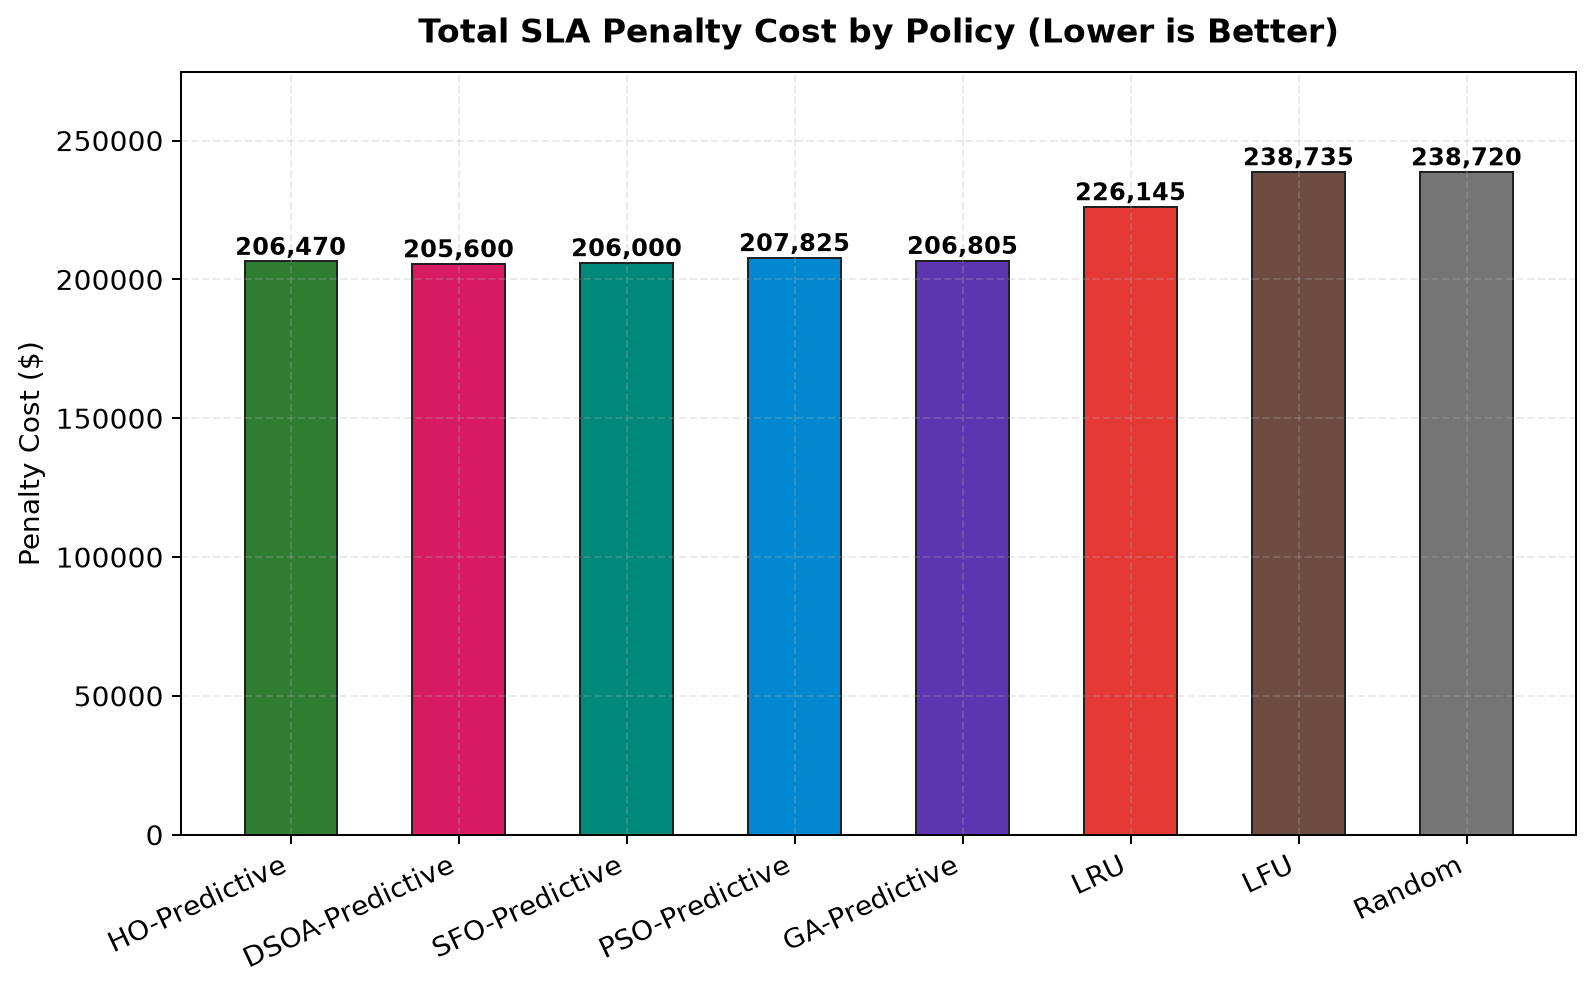 Total SLA Penalty Cost by Policy (Lower is Better)
Penalty Cost ($)
250000
200000
150000
100000
50000
0
206,470
205,600
206,000
207,825
206,805
226,145
238,735
238,720
HO-Predictive
DSOA-Predictive
SFO-Predictive
PSO-Predictive
GA-Predictive
LRU
LFU
Random